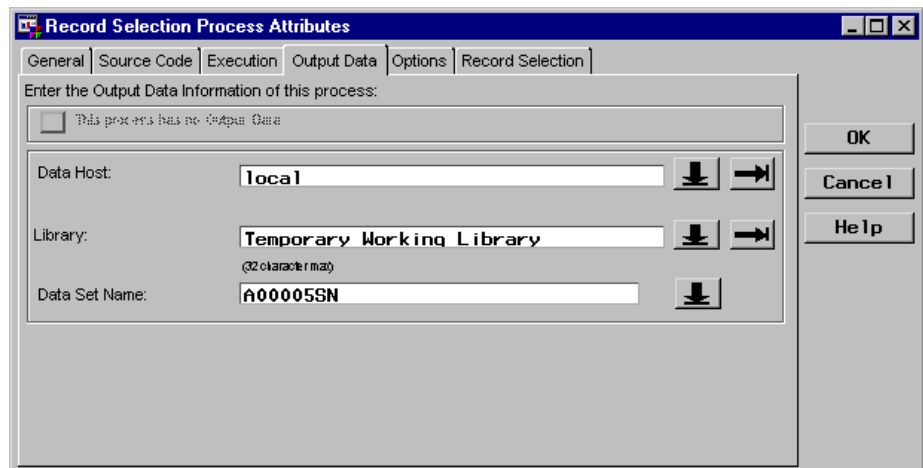 Record Selection Process Attributes
General Source Code Execution Output Data Options Record Selection
Enter the Output Data Information of this process:
This process has no Output Data
OK
Data Host: local
Cancel
Library: Temporary Working Library
Help
(32 character max)
Data Set Name: A00005SN